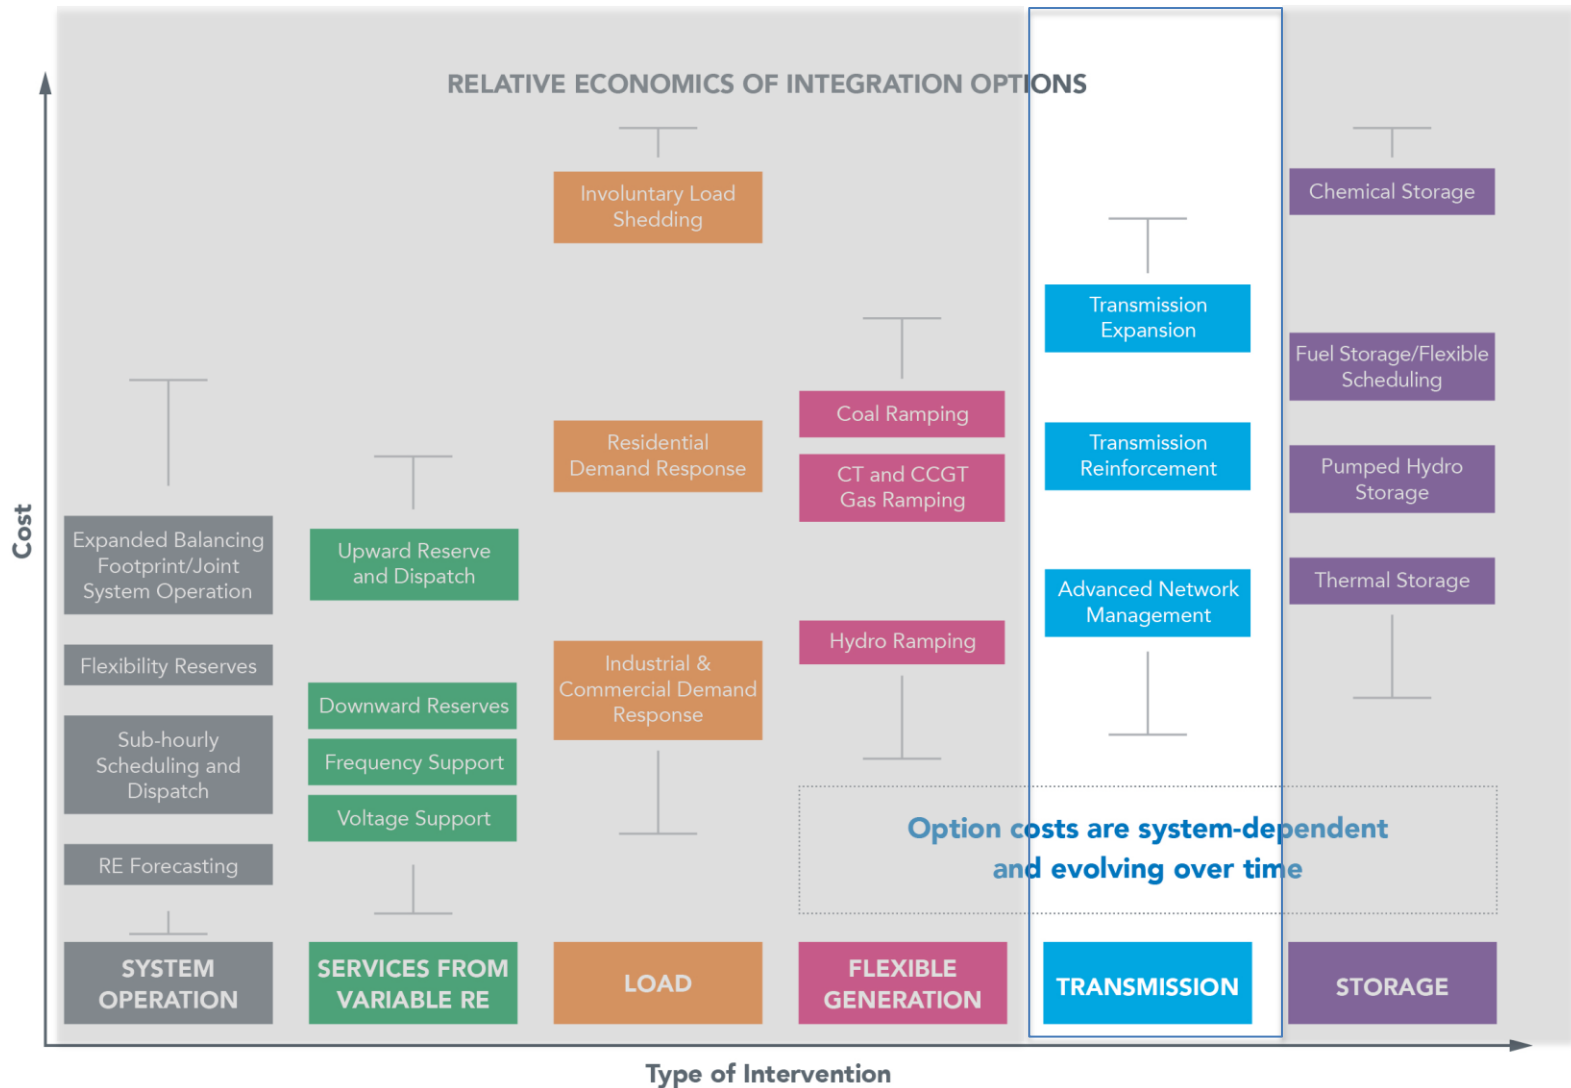 RELATIVE ECONOMICS OF INTEGRATION OPTIONS
Cost
Expanded Balancing
Footprint/Joint
System Operation
Flexibility Reserves
Sub-hourly
Scheduling and
Dispatch
RE Forecasting
SYSTEM
OPERATION
Upward Reserve
and Dispatch
Downward Reserves
Frequency Support
Voltage Support
SERVICES FROM
VARIABLE RE
Involuntary Load
Shedding
Residential
Demand Response
Industrial &
Commercial Demand
Response
LOAD
Coal Ramping
CT and CCGT
Gas Ramping
Hydro Ramping
FLEXIBLE
GENERATION
Transmission
Expansion
Transmission
Reinforcement
Advanced Network
Management
TRANSMISSION
Chemical Storage
Fuel Storage/Flexible
Scheduling
Pumped Hydro
Storage
Thermal Storage
STORAGE
Option costs are system-dependent
and evolving over time
Type of Intervention